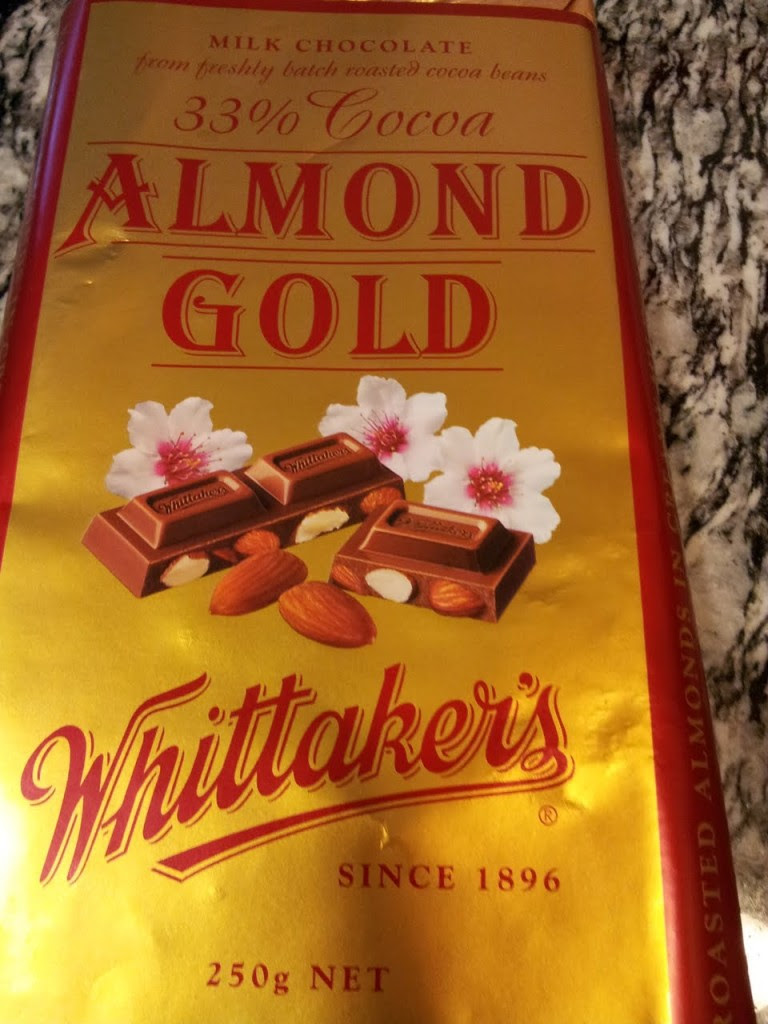 MILK CHOCOLATE
from freshly batch roasted cocoa beans
33% Cocoa
ALMOND
GOLD
Whittaker's
Whittaker's
Whittaker's
Whittaker's
®
SINCE 1896
250g NET
ROASTED ALMONDS IN